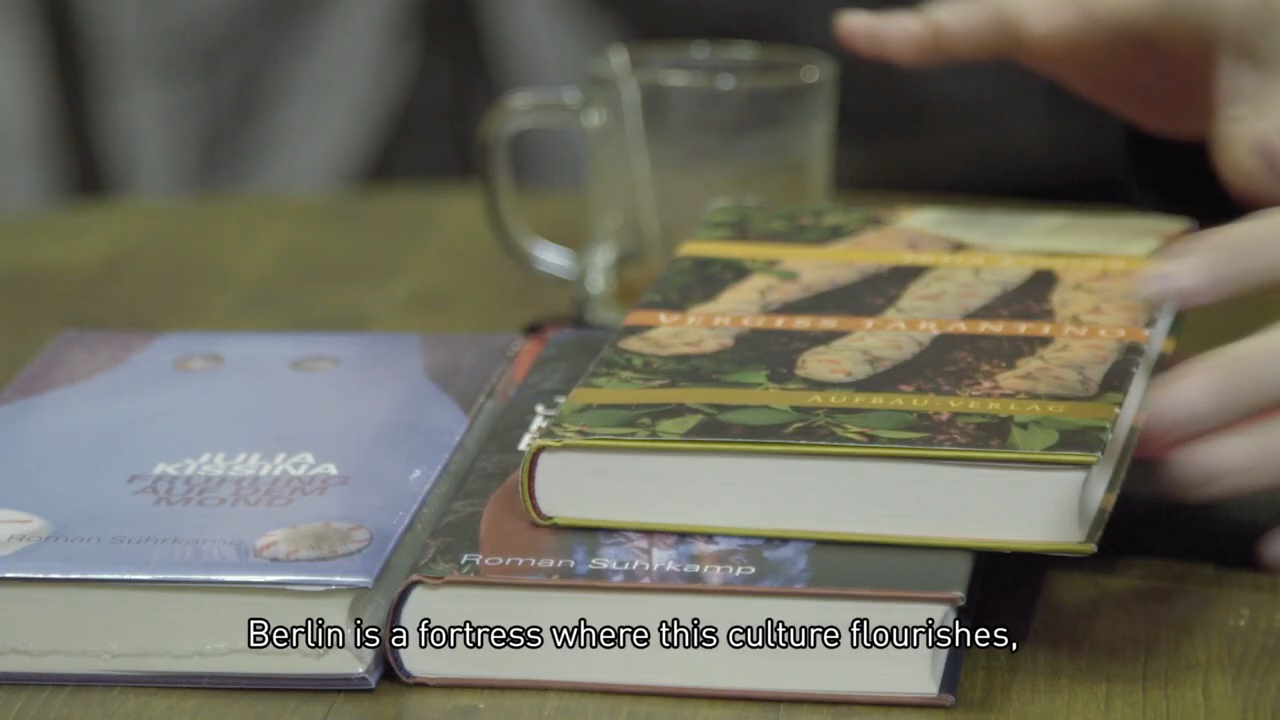 VERGISS TARANTINO
AUFBAU-VERLAG
JULIA
KISSINA
FRÜHLING
AUF DEM
MOND
Roman Suhrkamp
Roman Suhrkamp
Berlin is a fortress where this culture flourishes,